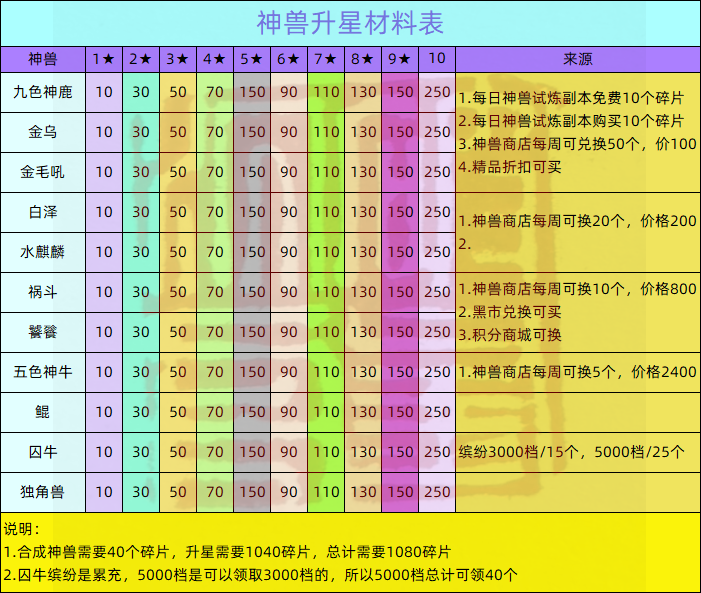 神兽升星材料表
神兽 1★ 2★ 3★ 4★ 5★ 6★ 7★ 8★ 9★ 10 来源
九色神鹿 10 30 50 70 150 90 110 130 150 250
金乌 10 30 50 70 150 90 110 130 150 250
金毛吼 10 30 50 70 150 90 110 130 150 250
1.每日神兽试炼副本免费10个碎片
2.每日神兽试炼副本购买10个碎片
3.神兽商店每周可兑换50个，价100
4.精品折扣可买
白泽 10 30 50 70 150 90 110 130 150 250
水麒麟 10 30 50 70 150 90 110 130 150 250
1.神兽商店每周可换20个，价格200
2.
祸斗 10 30 50 70 150 90 110 130 150 250
饕餮 10 30 50 70 150 90 110 130 150 250
1.神兽商店每周可换10个，价格800
2.黑市兑换可买
3.积分商城可换
五色神牛 10 30 50 70 150 90 110 130 150 250 1.神兽商店每周可换5个，价格2400
鲲 10 30 50 70 150 90 110 130 150 250
囚牛 10 30 50 70 150 90 110 130 150 250 缤纷3000档/15个，5000档/25个
独角兽 10 30 50 70 150 90 110 130 150 250
说明：
1.合成神兽需要40个碎片，升星需要1040碎片，总计需要1080碎片
2.囚牛缤纷是累充，5000档是可以领取3000档的，所以5000档总计可领40个